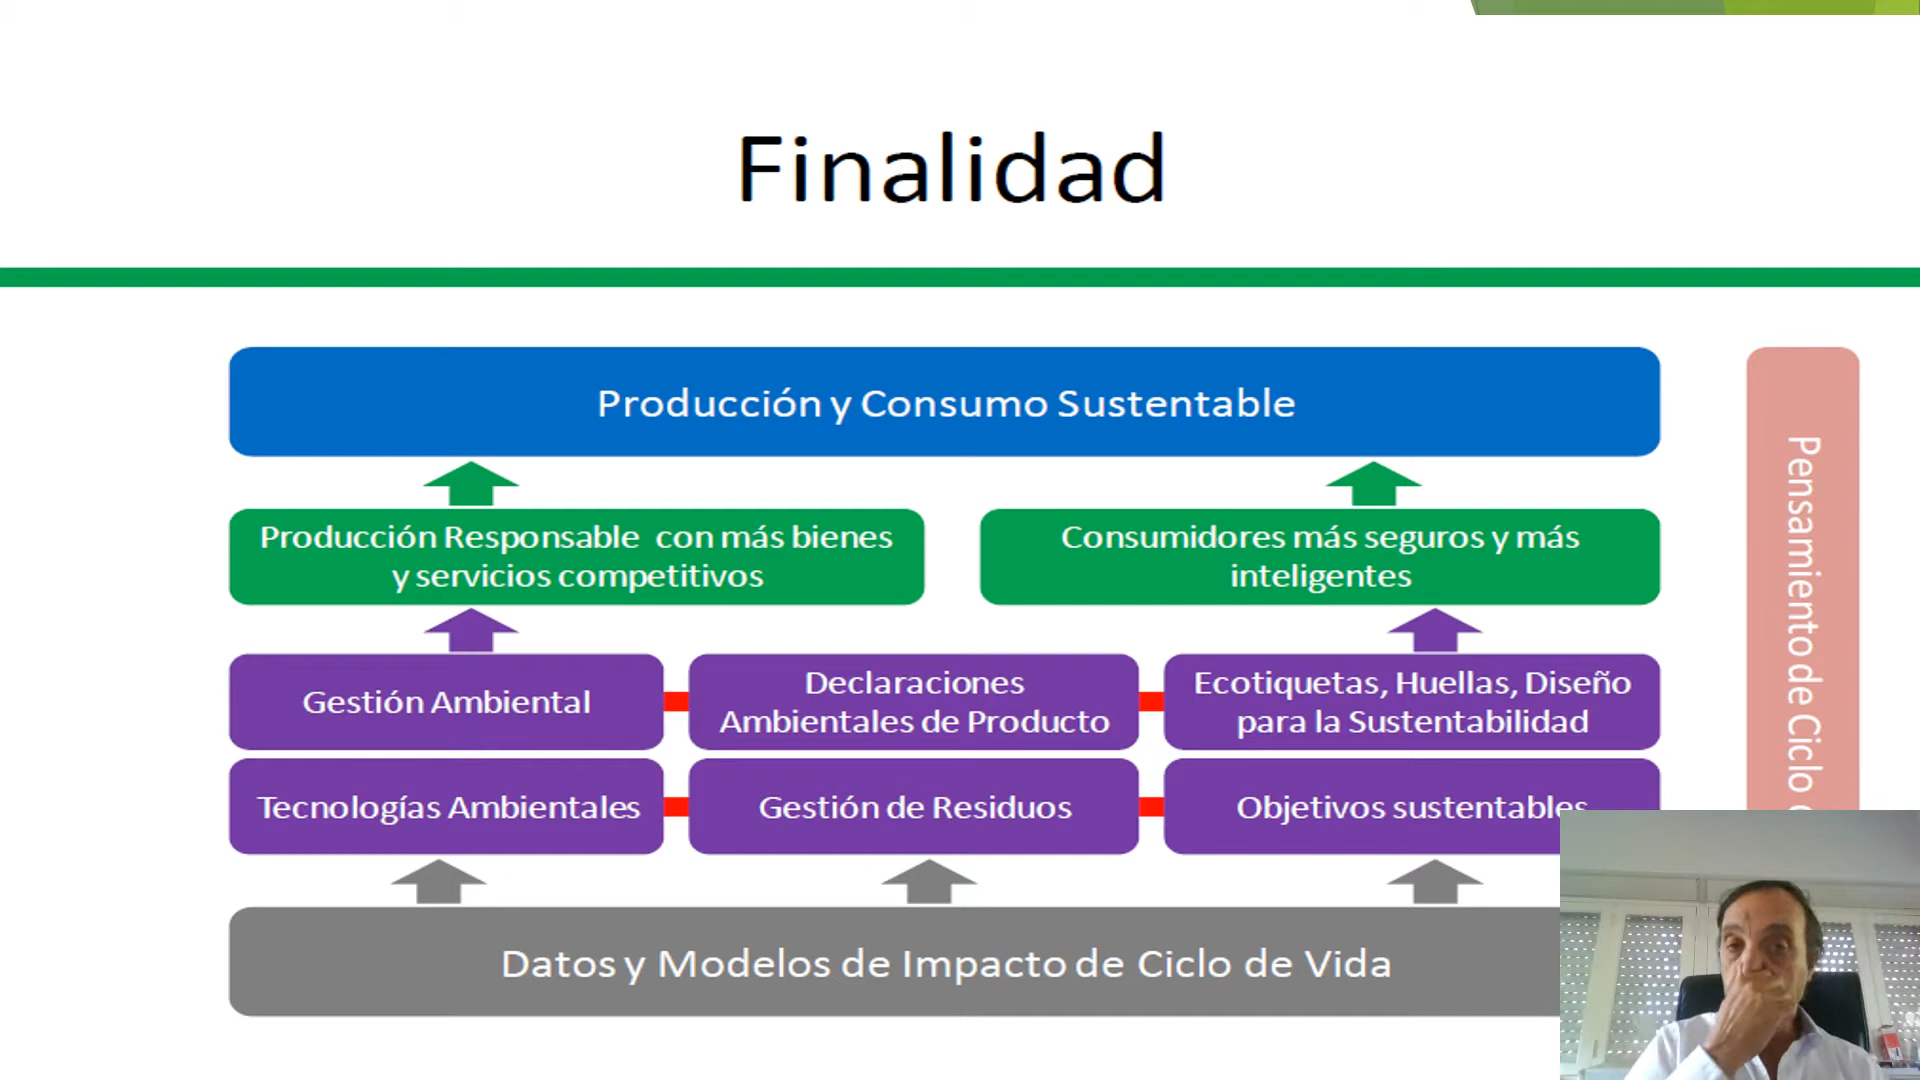 Finalidad
Producción y Consumo Sustentable
Producción Responsable con más bienes
y servicios competitivos
Consumidores más seguros y más
inteligentes
Gestión Ambiental
Declaraciones
Ambientales de Producto
Ecotiquetas, Huellas, Diseño
para la Sustentabilidad
Tecnologías Ambientales
Gestión de Residuos
Objetivos sustentables
Datos y Modelos de Impacto de Ciclo de Vida
Pensamiento de Ciclo